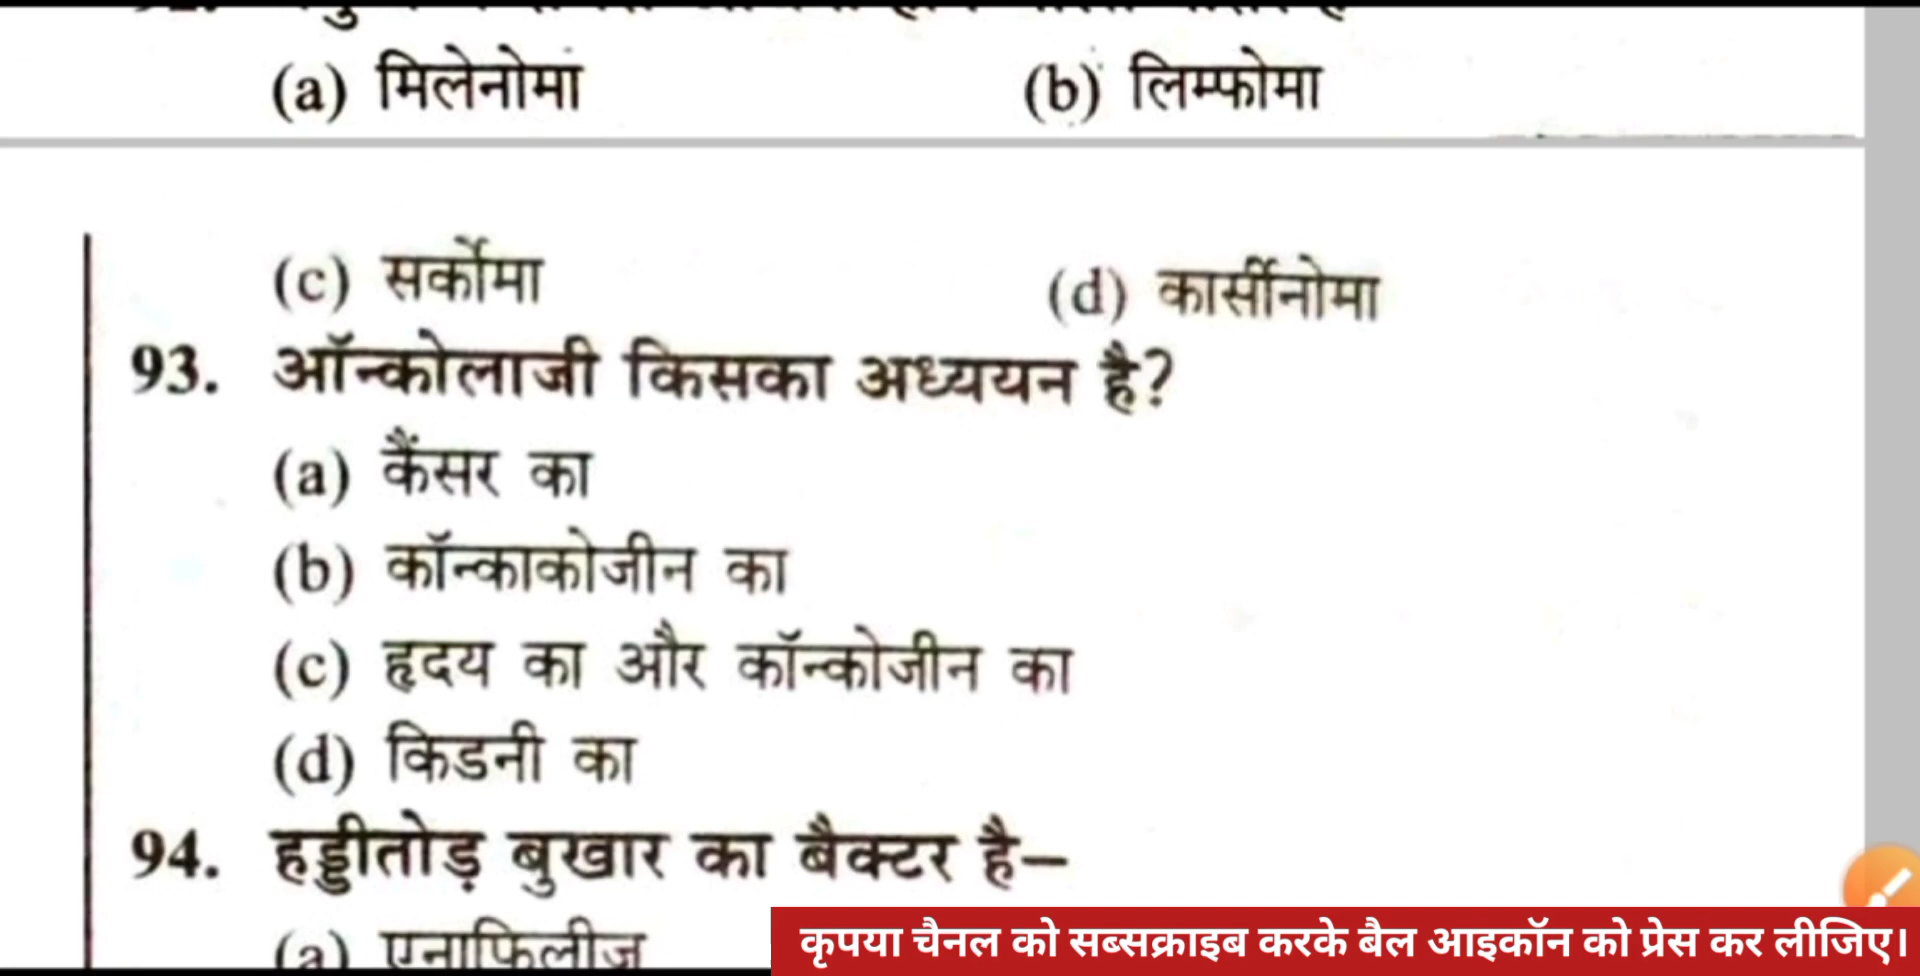 (a) मिलेनोमा (b) लिम्फोमा
(c) सर्कोमा (d) कार्सीनोमा
93. ऑन्कोलाजी किसका अध्ययन है?
(a) कैंसर का
(b) कॉन्काकोजीन का
(c) हृदय का और कॉन्कोजीन का
(d) किडनी का
94. हड्डीतोड़ बुखार का बैक्टर है–
(a) एनाफिलीज
कृपया चैनल को सब्सक्राइब करके बैल आइकॉन को प्रेस कर लीजिए।